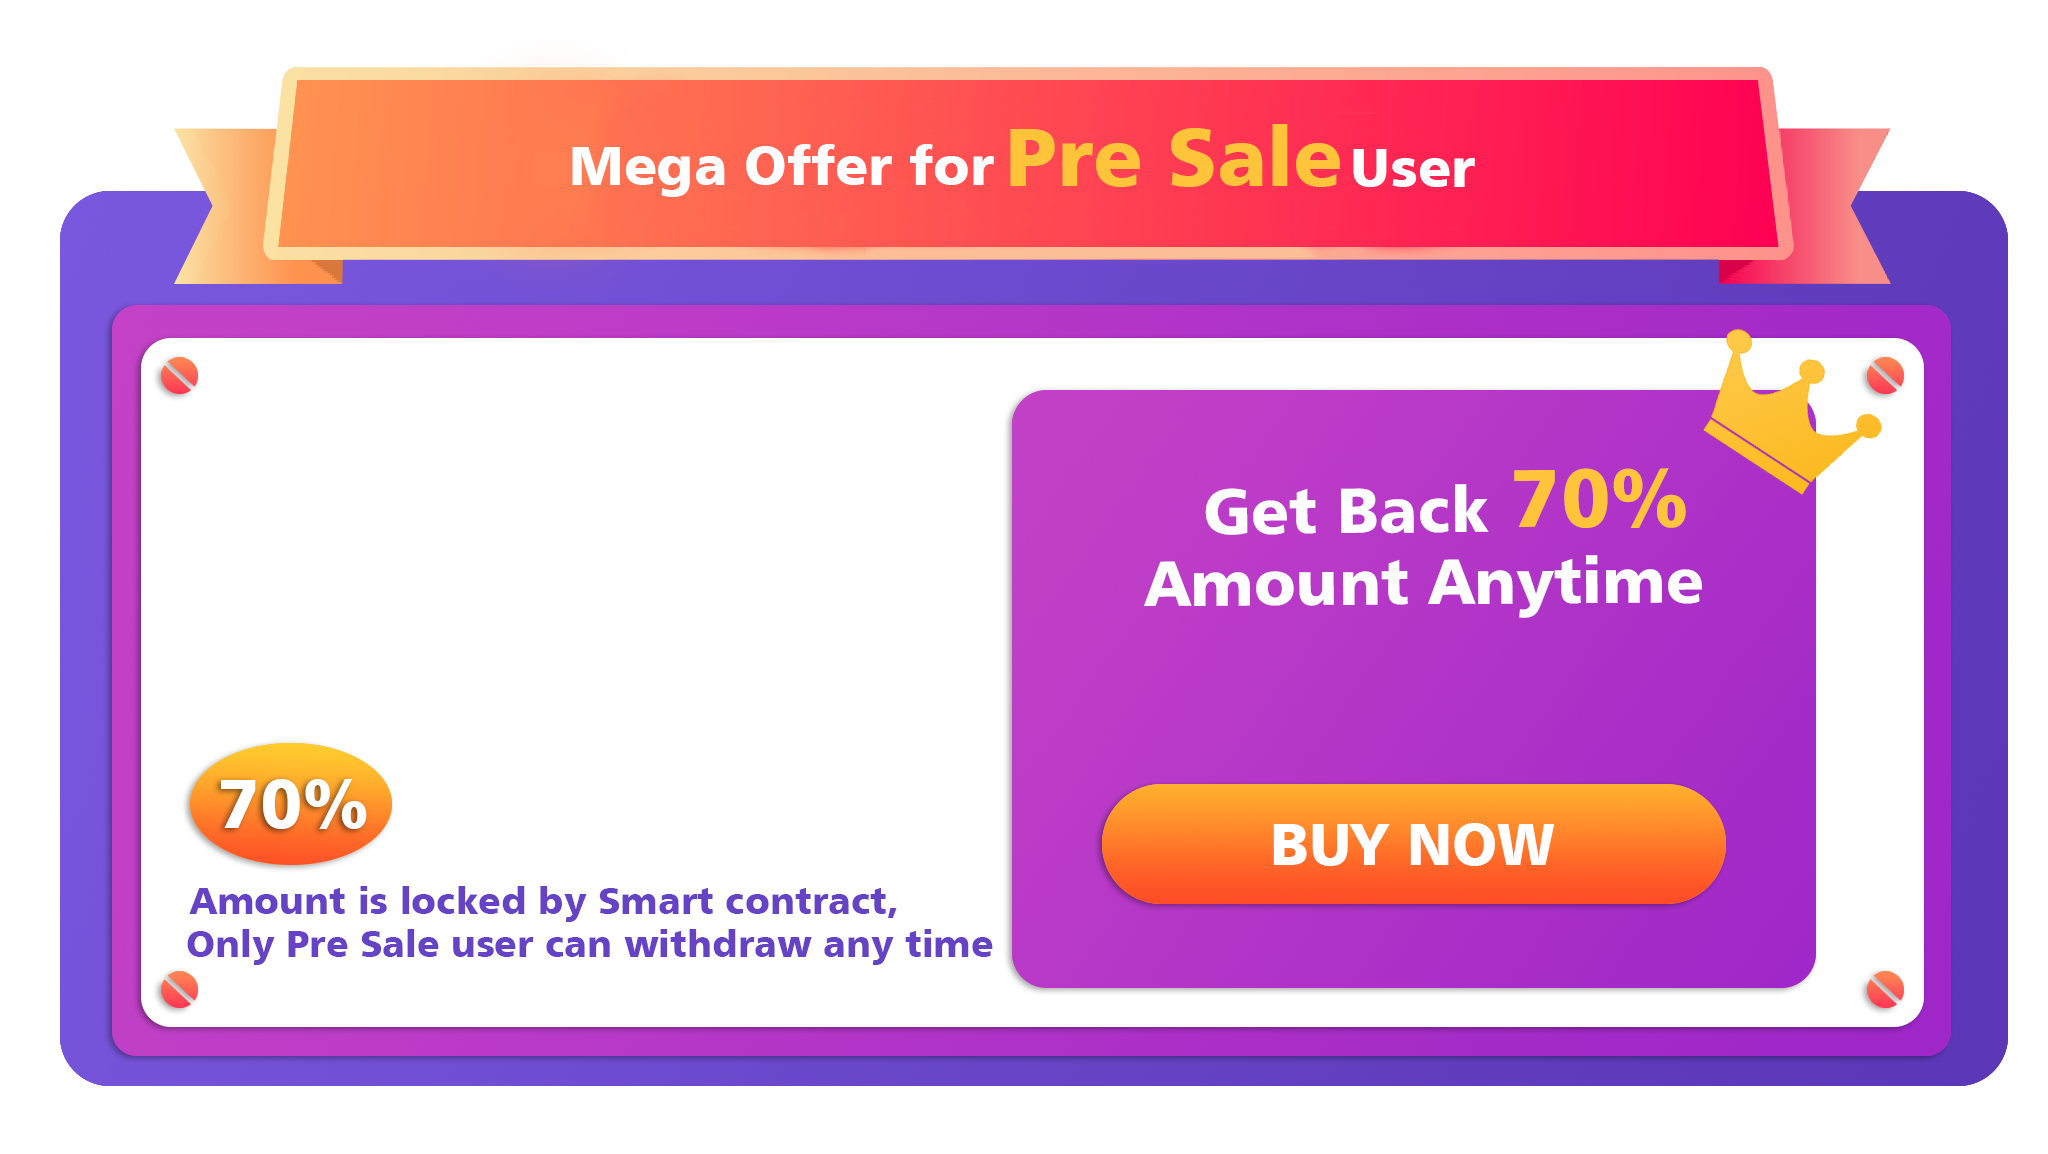 Mega Offer for Pre Sale User
Get Back 70%
Amount Anytime
BUY NOW
70%
Amount is locked by Smart contract,
Only Pre Sale user can withdraw any time